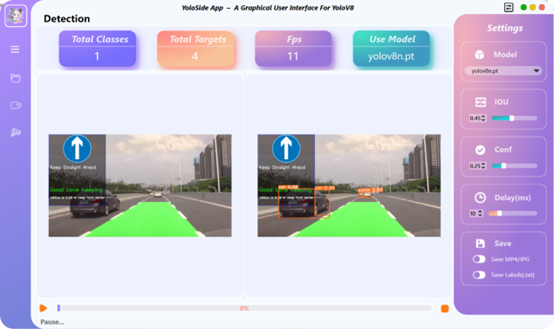 YoloSide App – A Graphical User Interface For YoloV8
Detection
Total Classes
1
Total Targets
4
Fps
11
Use Model
yolov8n.pt
Keep Straight Ahead
Good Lane Keeping
Keep Straight Ahead
Good Lane Keeping
0%
Pause...
Settings
Model
yolov8n.pt
IOU
0.45
Conf
0.25
Delay(ms)
10
Save
Save MP4/JPG
Save Labels(.txt)